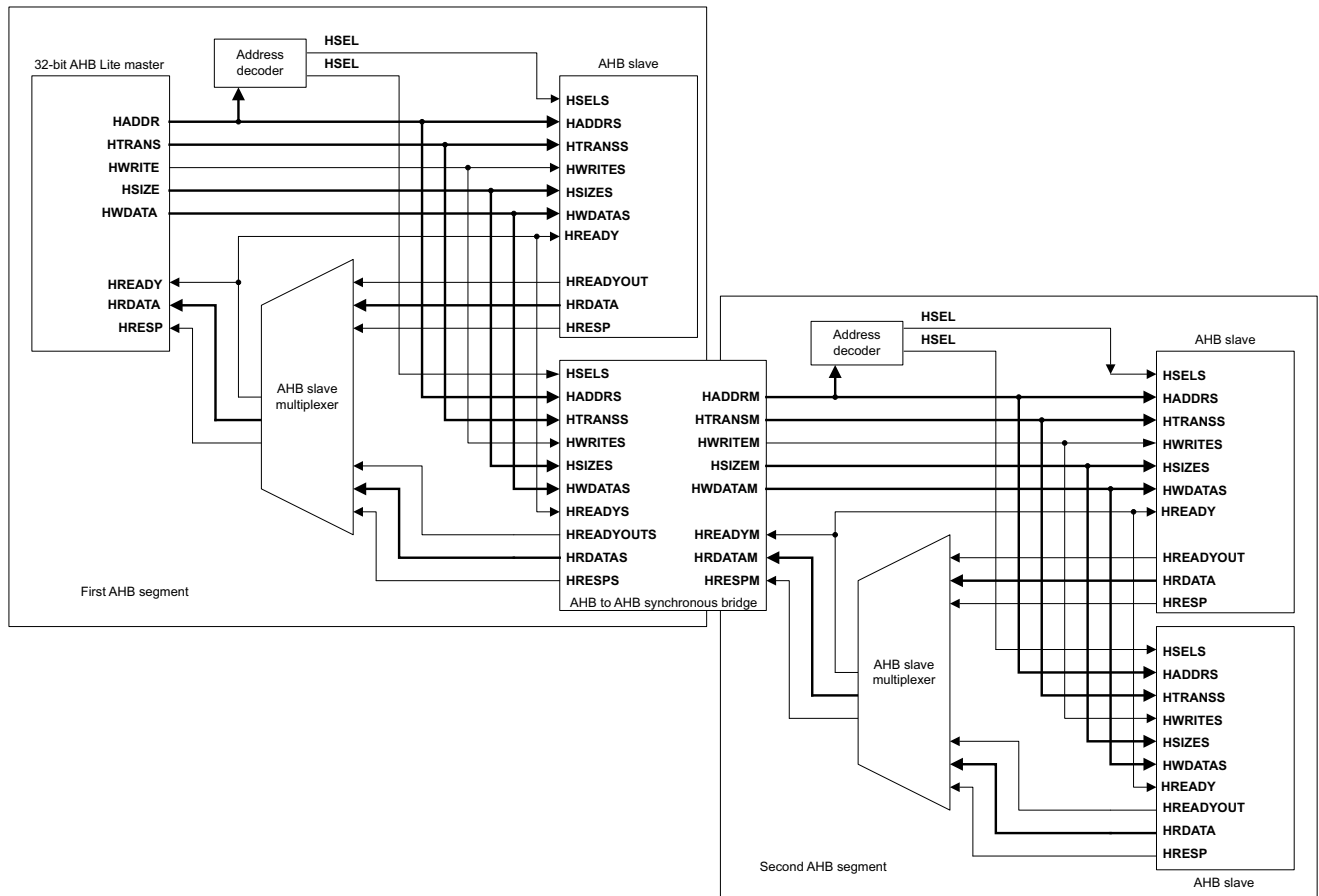 HSEL
HSEL
Address
decoder
32-bit AHB Lite master
AHB slave
HADDR
HTRANS
HWRITE
HSIZE
HWDATA
HREADY
HRDATA
HRESP
HSELS
HADDRS
HTRANSS
HWRITES
HSIZES
HWDATAS
HREADY
HREADYOUT
HRDATA
HRESP
AHB slave
multiplexer
HSELS
HADDRS
HTRANSS
HWRITES
HSIZES
HWDATAS
HREADYS
HREADYOUTS
HRDATAS
HRESPS
HADDRM
HTRANSM
HWRITEM
HSIZEM
HWDATAM
HREADYM
HRDATAM
HRESPM
AHB to AHB synchronous bridge
First AHB segment
HSEL
HSEL
Address
decoder
AHB slave
HSELS
HADDRS
HTRANSS
HWRITES
HSIZES
HWDATAS
HREADY
HREADYOUT
HRDATA
HRESP
AHB slave
multiplexer
HSELS
HADDRS
HTRANSS
HWRITES
HSIZES
HWDATAS
HREADY
HREADYOUT
HRDATA
HRESP
AHB slave
Second AHB segment